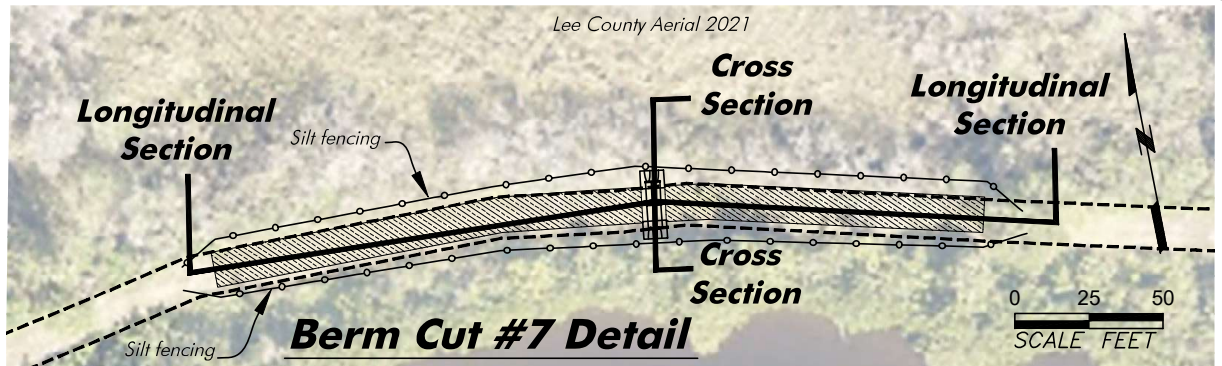 Lee County Aerial 2021
Cross
Section
Longitudinal
Section
Longitudinal
Section
Silt fencing
Cross
Section
0 25 50
SCALE FEET
Berm Cut #7 Detail
Silt fencing